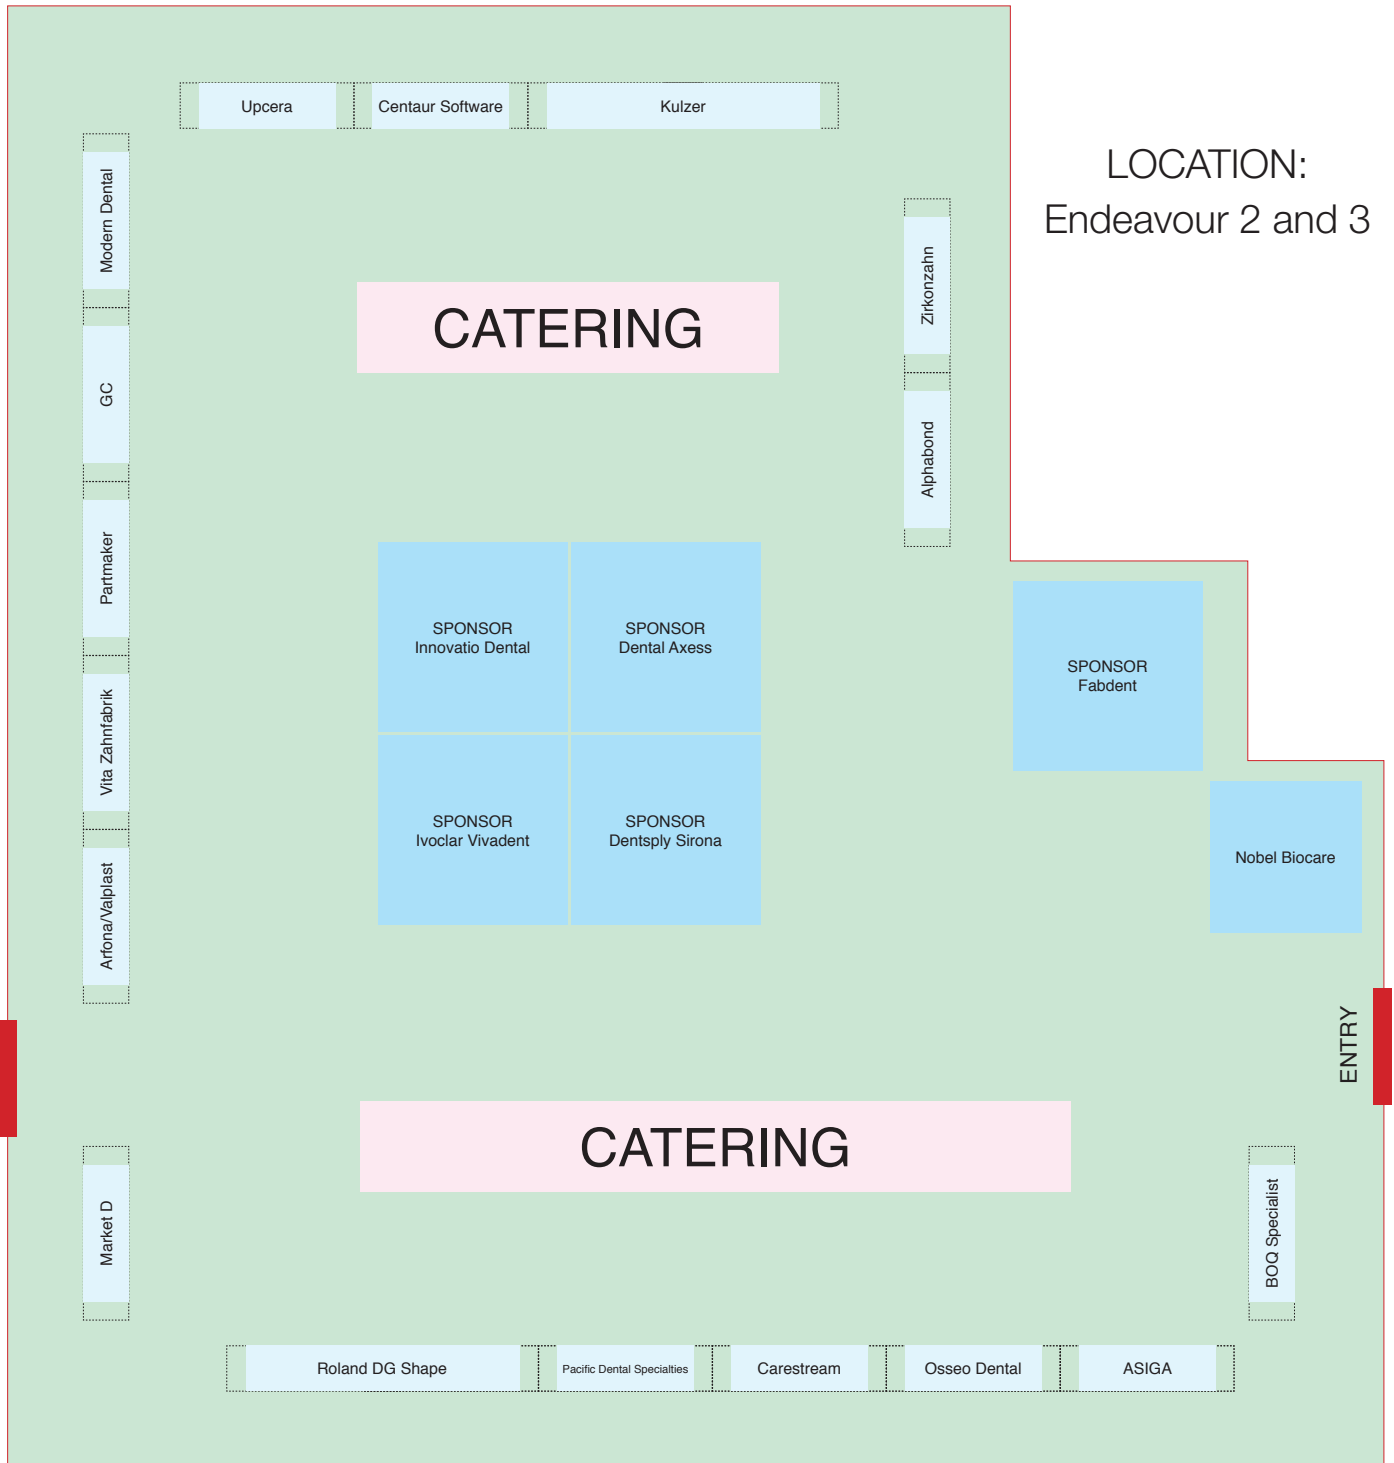 Upcera
Centaur Software
Kulzer
LOCATION:
Endeavour 2 and 3
Modern Dental
GC
Partmaker
Vita Zahnfabrik
Arfona/Valplast
Market D
CATERING
Zirkonzahn
Alphabond
SPONSOR
Innovatio Dental
SPONSOR
Dental Axess
SPONSOR
Ivoclar Vivadent
SPONSOR
Dentsply Sirona
SPONSOR
Fabdent
Nobel Biocare
ENTRY
CATERING
BOQ Specialist
Roland DG Shape
Pacific Dental Specialties
Carestream
Osseo Dental
ASIGA